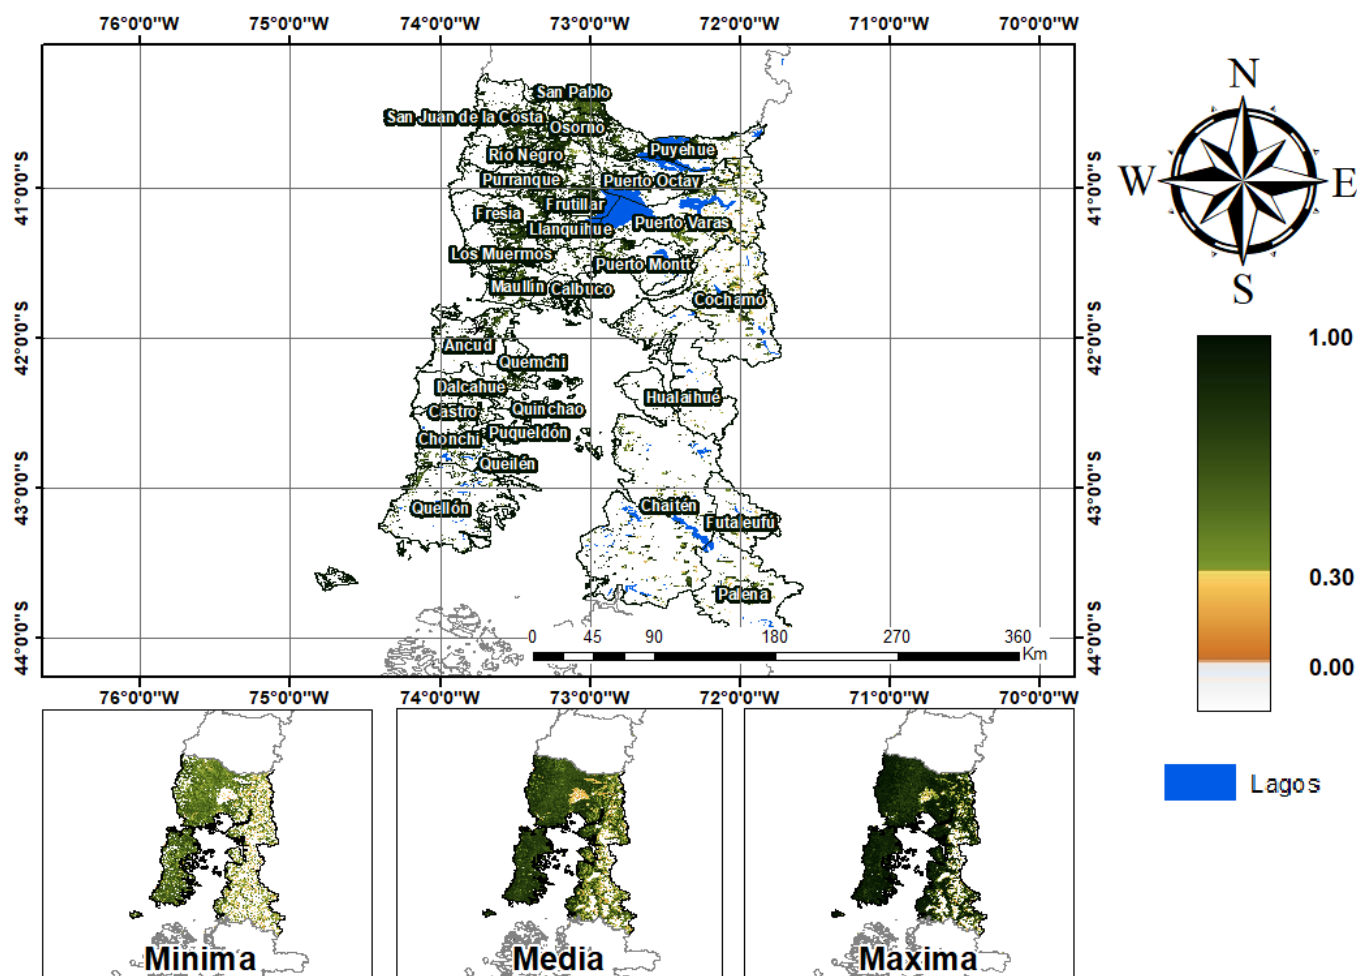 76°0'0"W 75°0'0"W 74°0'0"W 73°0'0"W 72°0'0"W 71°0'0"W 70°0'0"W
N
W E
S
41°0'0"S 41°0'0"S
42°0'0"S 42°0'0"S
43°0'0"S 43°0'0"S
44°0'0"S 44°0'0"S
San Pablo
San Juan de la Costa
Osorno
Río Negro
Puyehue
Purranque
Puerto Octay
Frutillar
Fresia
Llanquihue
Puerto Varas
Los Muermos
Puerto Montt
Maullín
Calbuco
Cochamó
Ancud
Quemchi
Dalcahue
Hualaihué
Castro
Quinchao
Chonchi
Puqueldón
Queilén
Quellón
Chaitén
Futaleufú
Palena
0 45 90 180 270 360
Km
76°0'0"W 75°0'0"W 74°0'0"W 73°0'0"W 72°0'0"W 71°0'0"W 70°0'0"W
1.00
0.30
0.00
Lagos
Minima
Media
Maxima